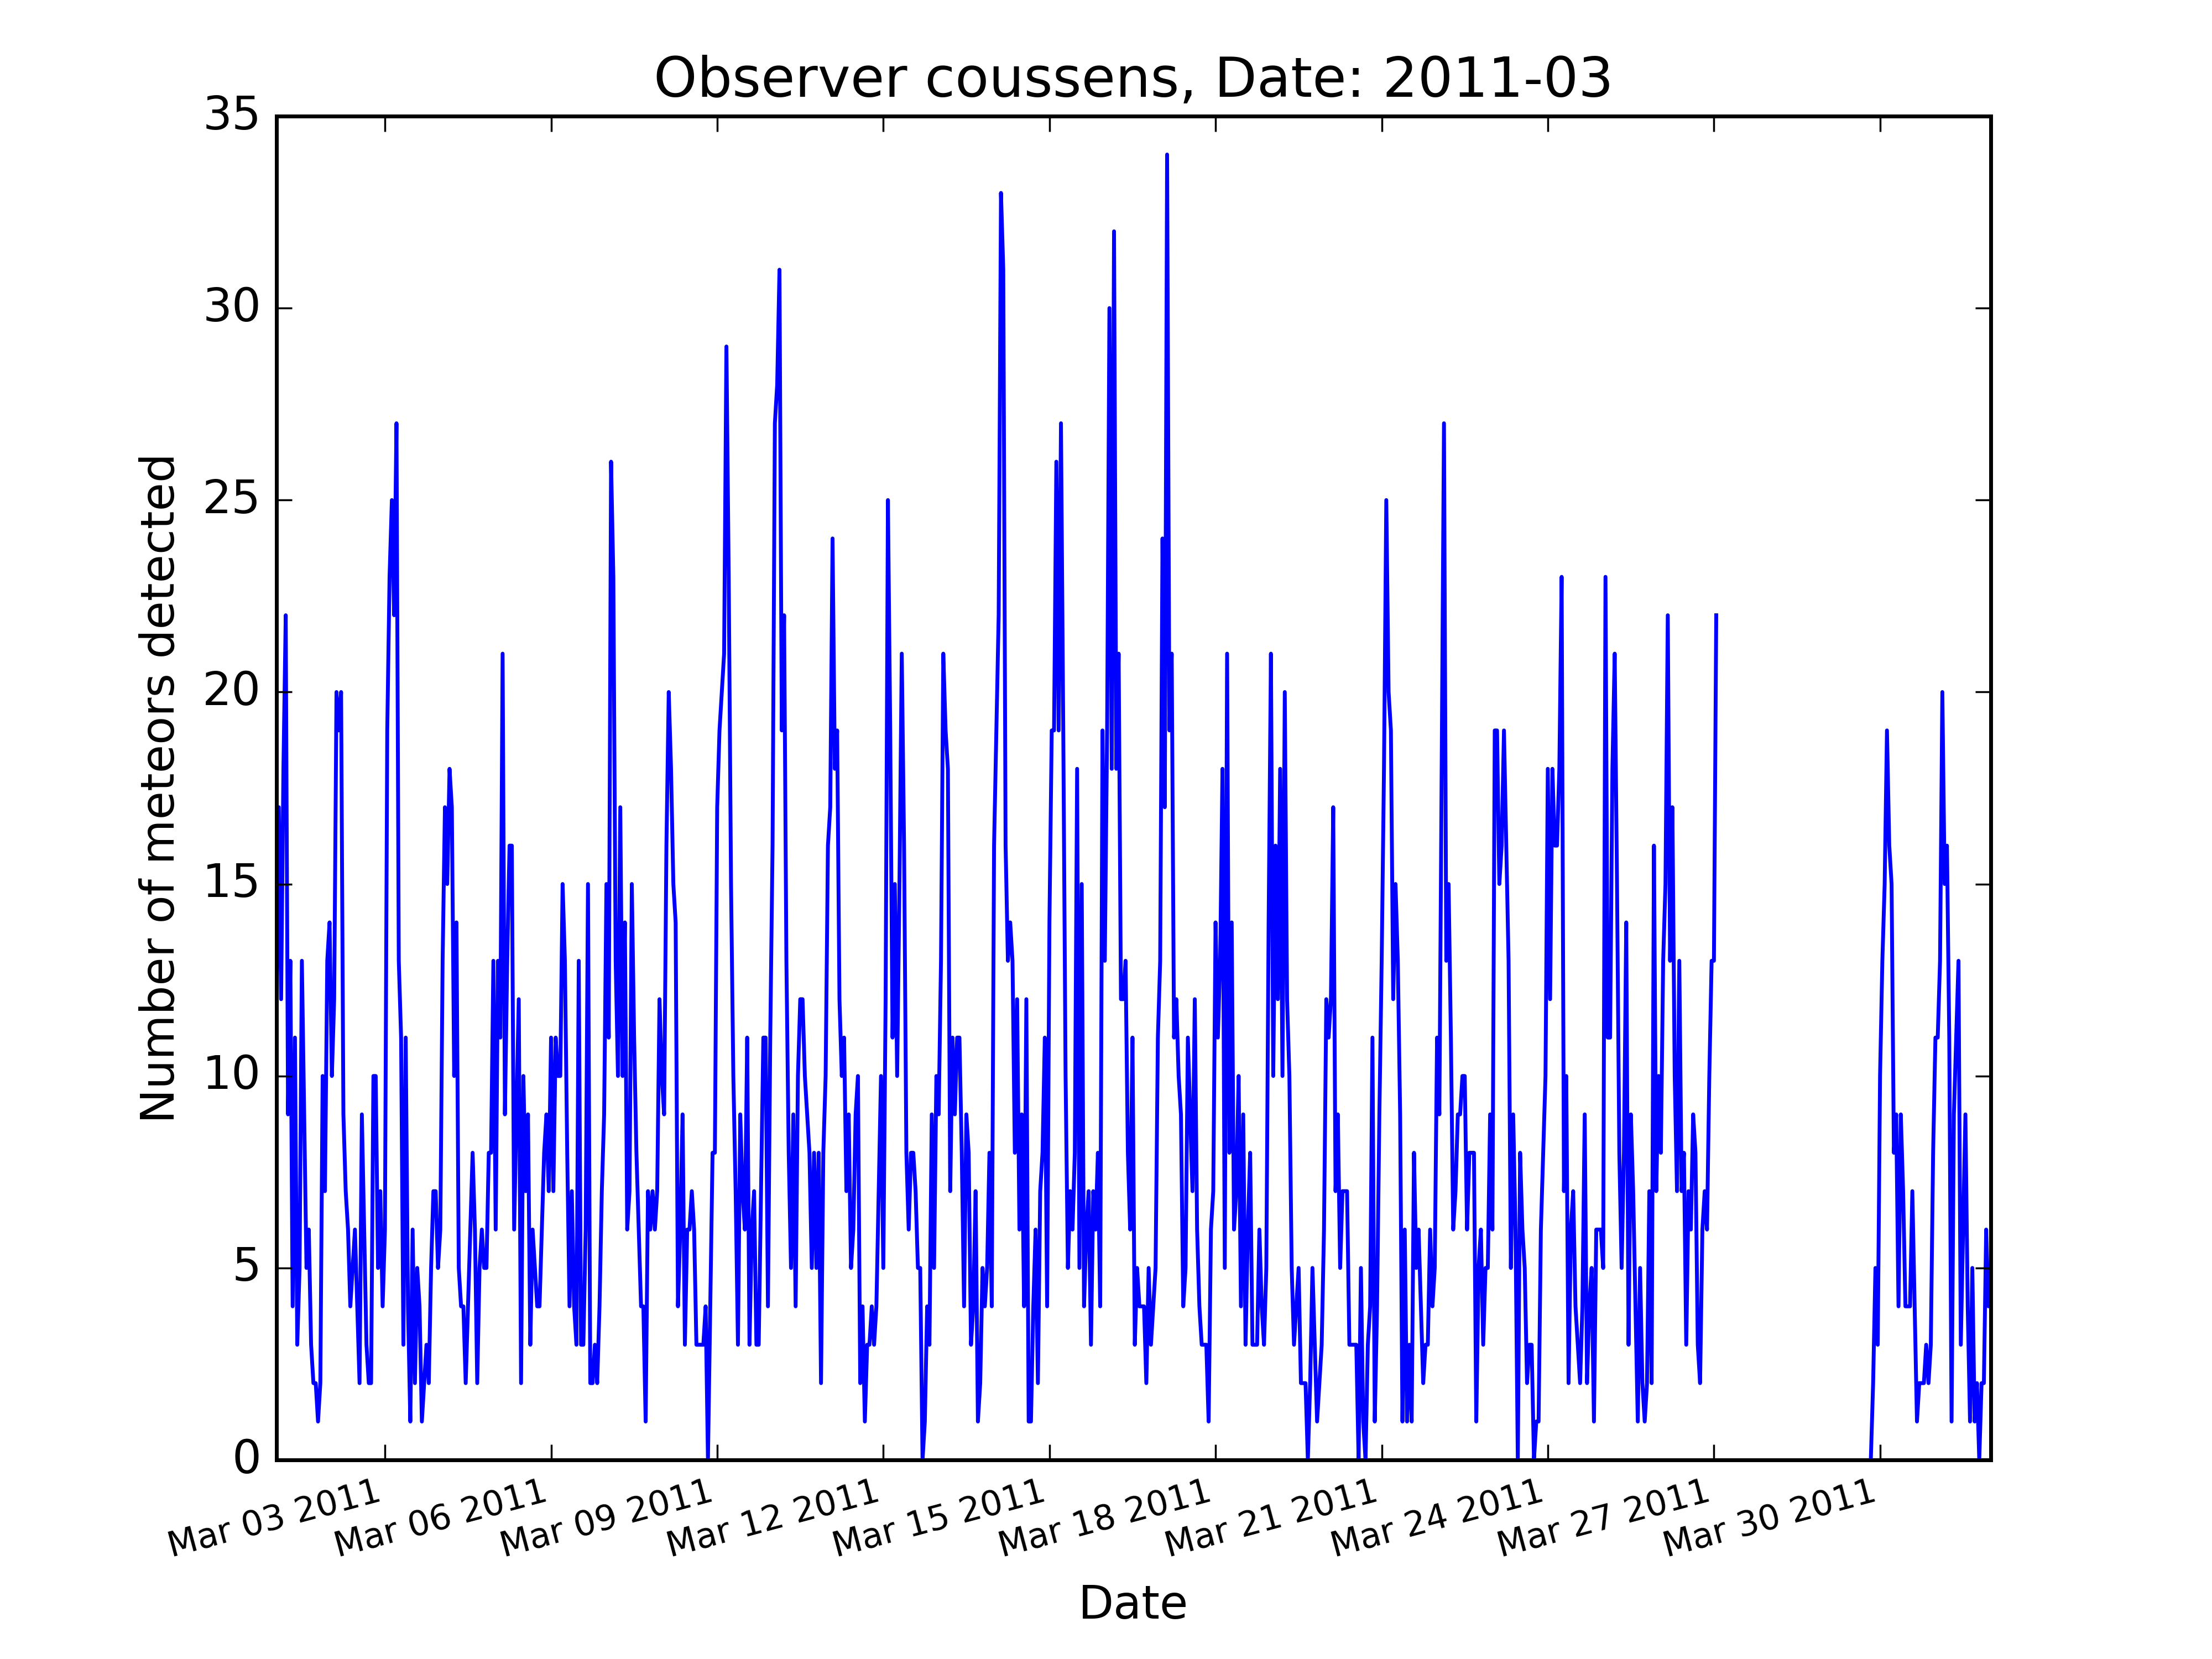 Observer coussens, Date: 2011-03
35
30
25
20
15
10
5
0
Number of meteors detected
Mar 03 2011
Mar 06 2011
Mar 09 2011
Mar 12 2011
Mar 15 2011
Mar 18 2011
Mar 21 2011
Mar 24 2011
Mar 27 2011
Mar 30 2011
Date